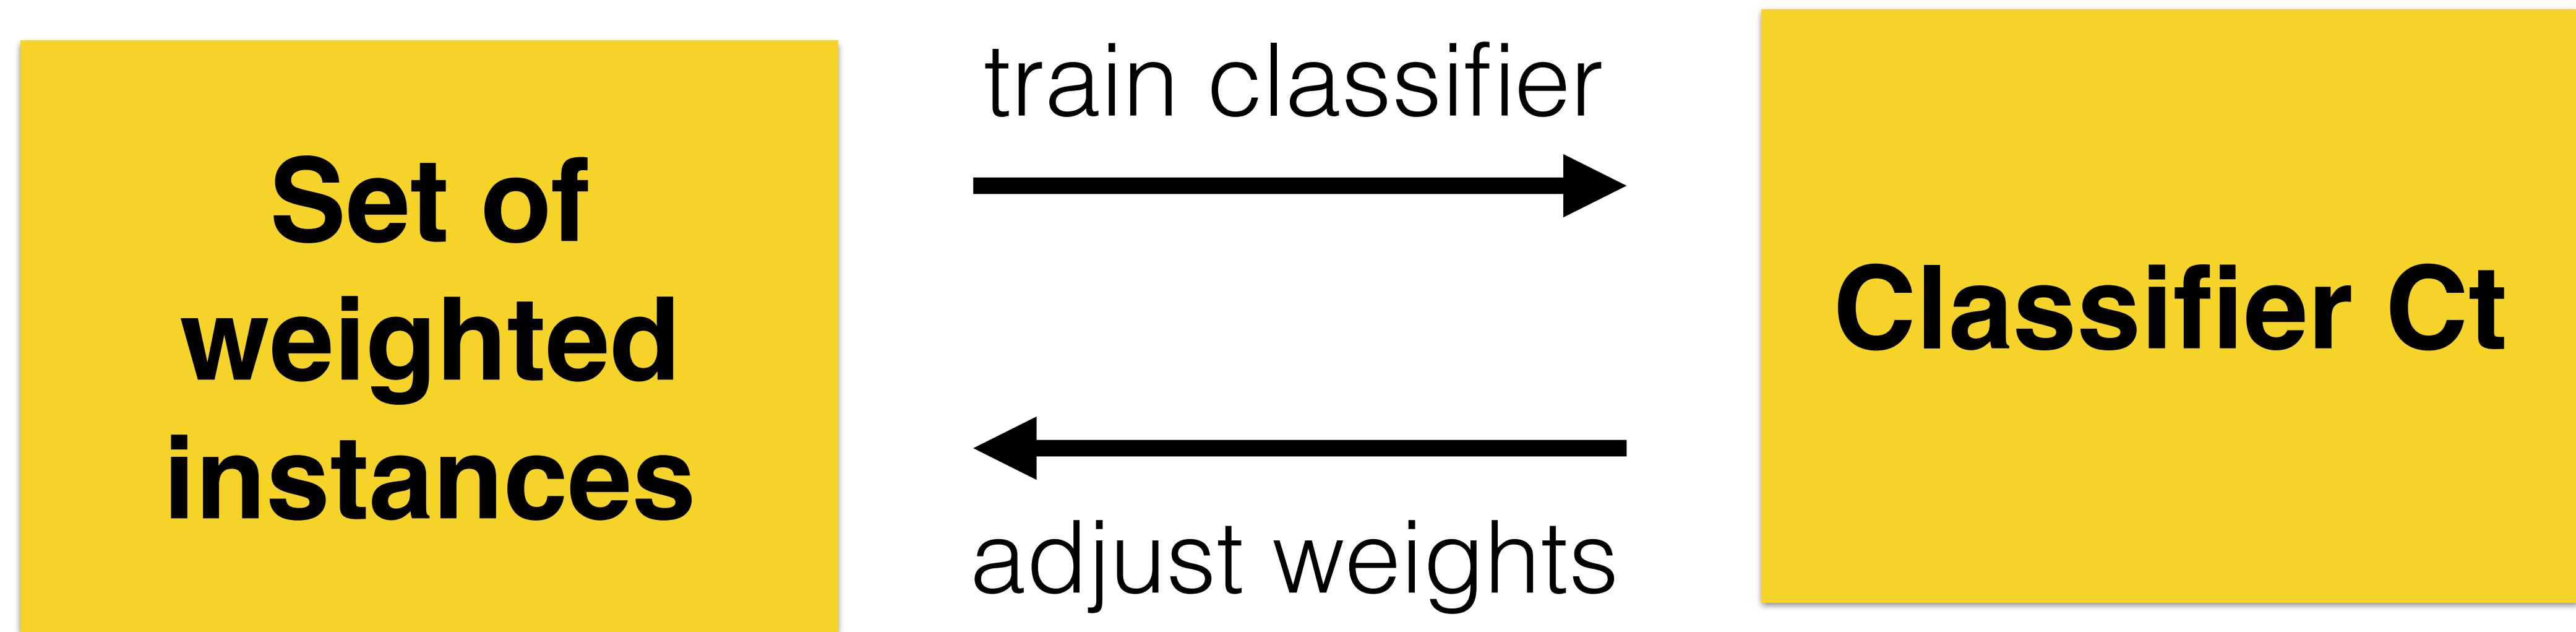 Set of
weighted
instances
train classifier
adjust weights
Classifier Ct